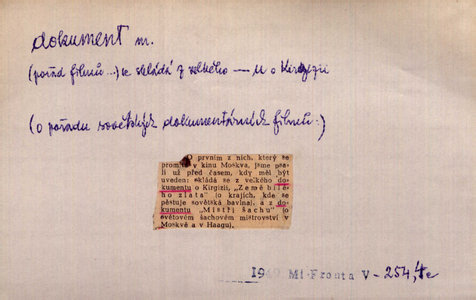 dokument m.
(pořad filmů...) se skládá z velkého — u o Kirgizii
(o pořadu sovětských dokumentárních filmů:)
O prvním z nich, který se
promítá v kinu Moskva, jsme psa-
li už před časem, kdy měl být
uveden: skládá se z velkého do-
kumentu o Kirgizii, „Země bílé-
ho zlata" (o krajích, kde se
pěstuje sovětská bavlna), a z do-
kumentu „Mistři šachu" (o
světovém šachovém mistrovství v
Moskvě a v Haagu).
Ml Fronta V - 254,4e